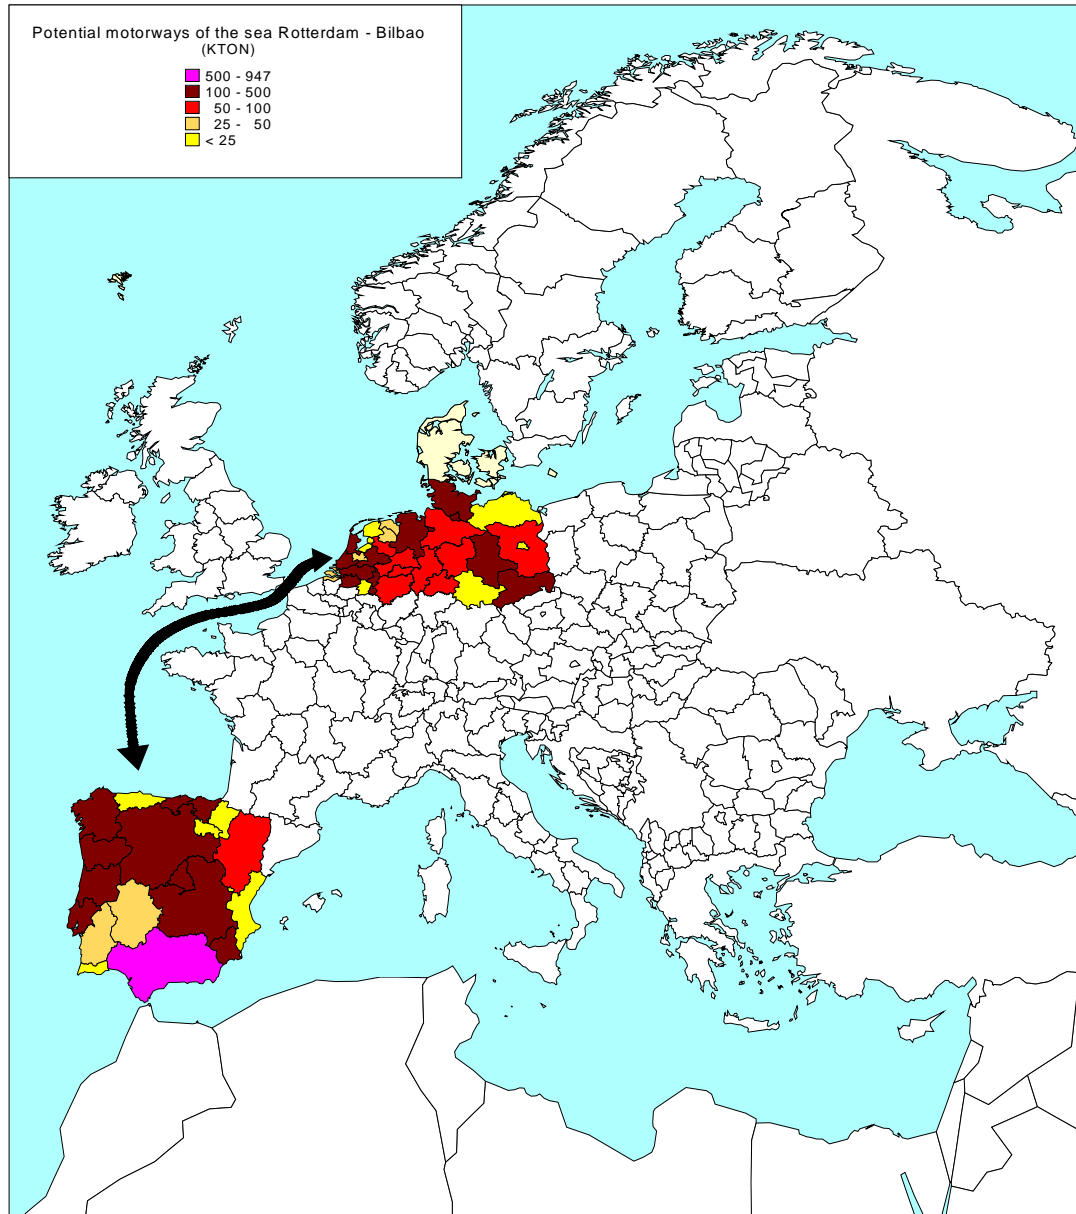 Potential motorways of the sea Rotterdam - Bilbao
(KTON)
500 - 947
100 - 500
50 - 100
25 - 50
< 25